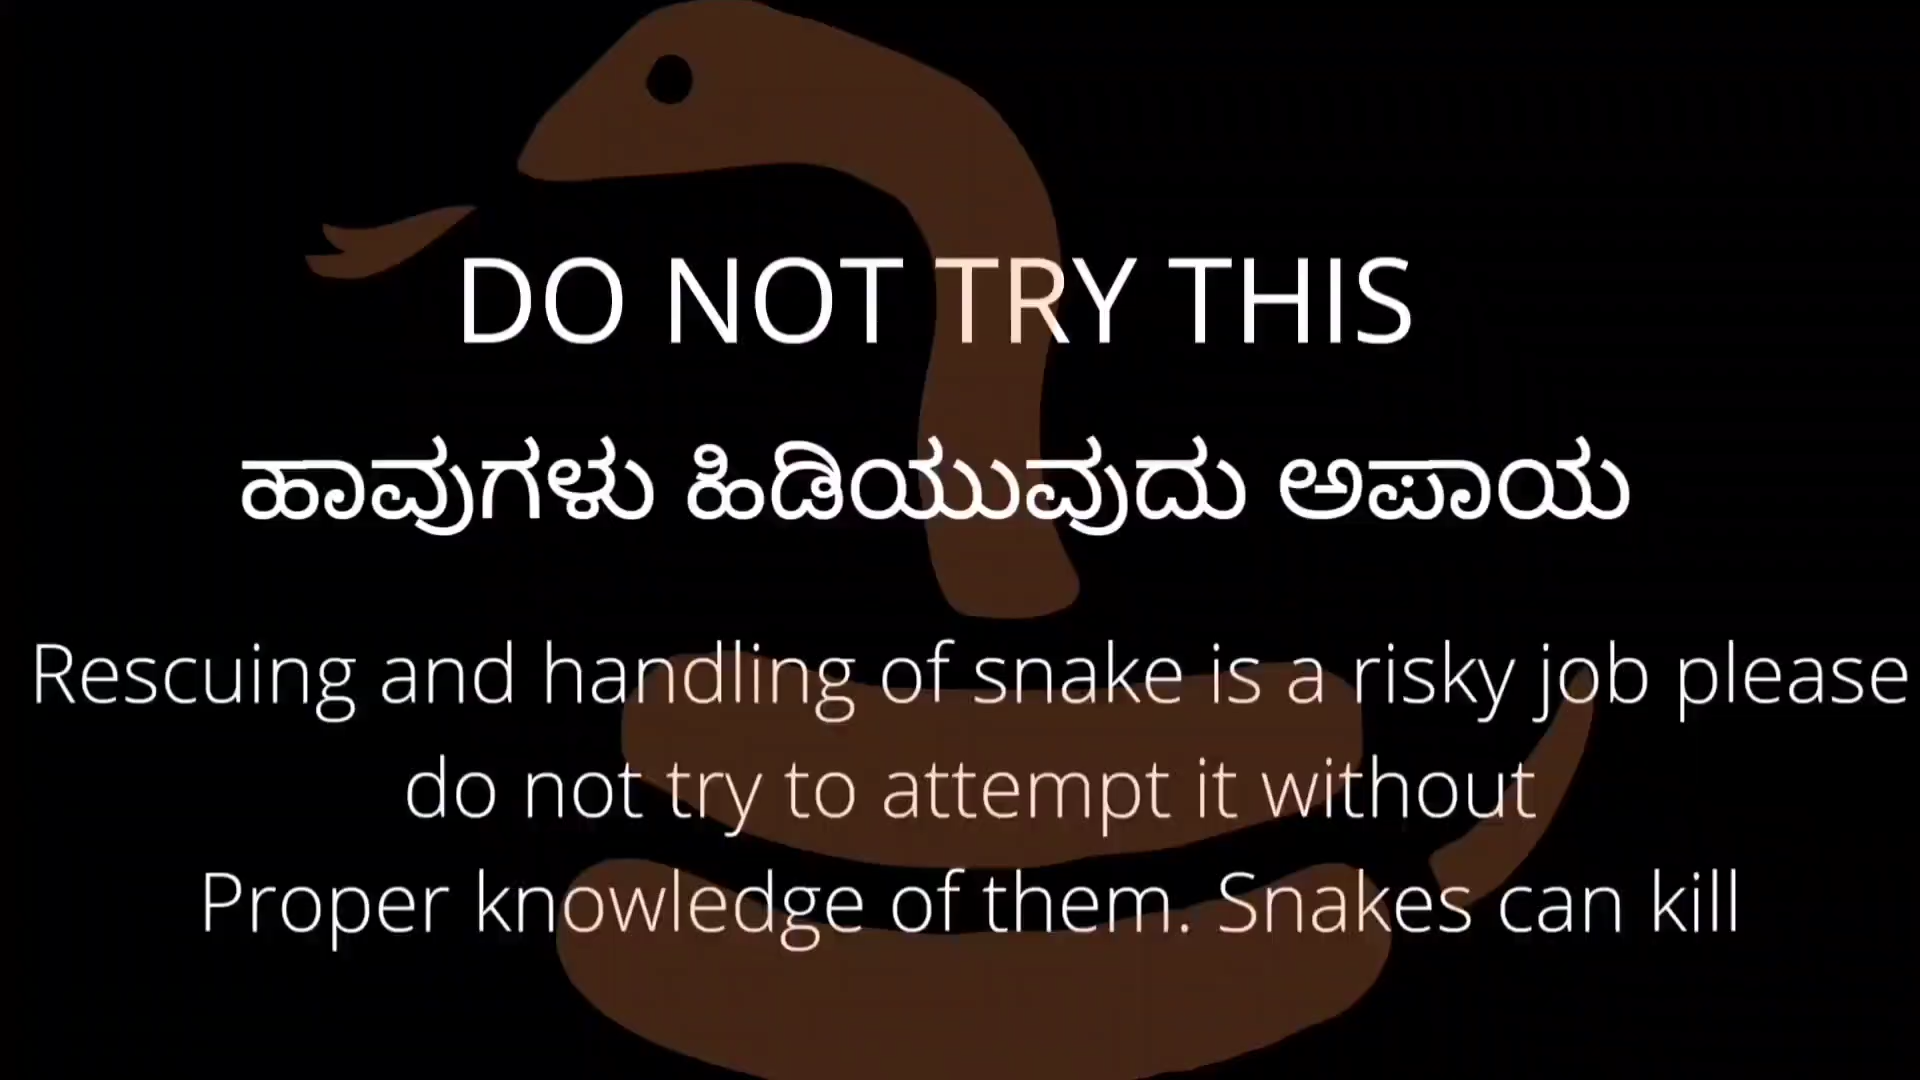 DO NOT TRY THIS
ಹಾವುಗಳು ಹಿಡಿಯುವುದು ಅಪಾಯ
Rescuing and handling of snake is a risky job please
do not try to attempt it without
Proper knowledge of them. Snakes can kill